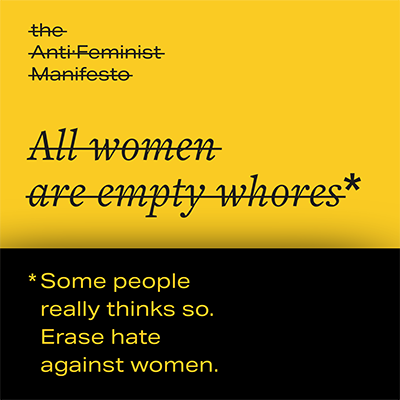 the
Anti·Feminist
Manifesto
All women
are empty whores*
*Some people
really thinks so.
Erase hate
against women.